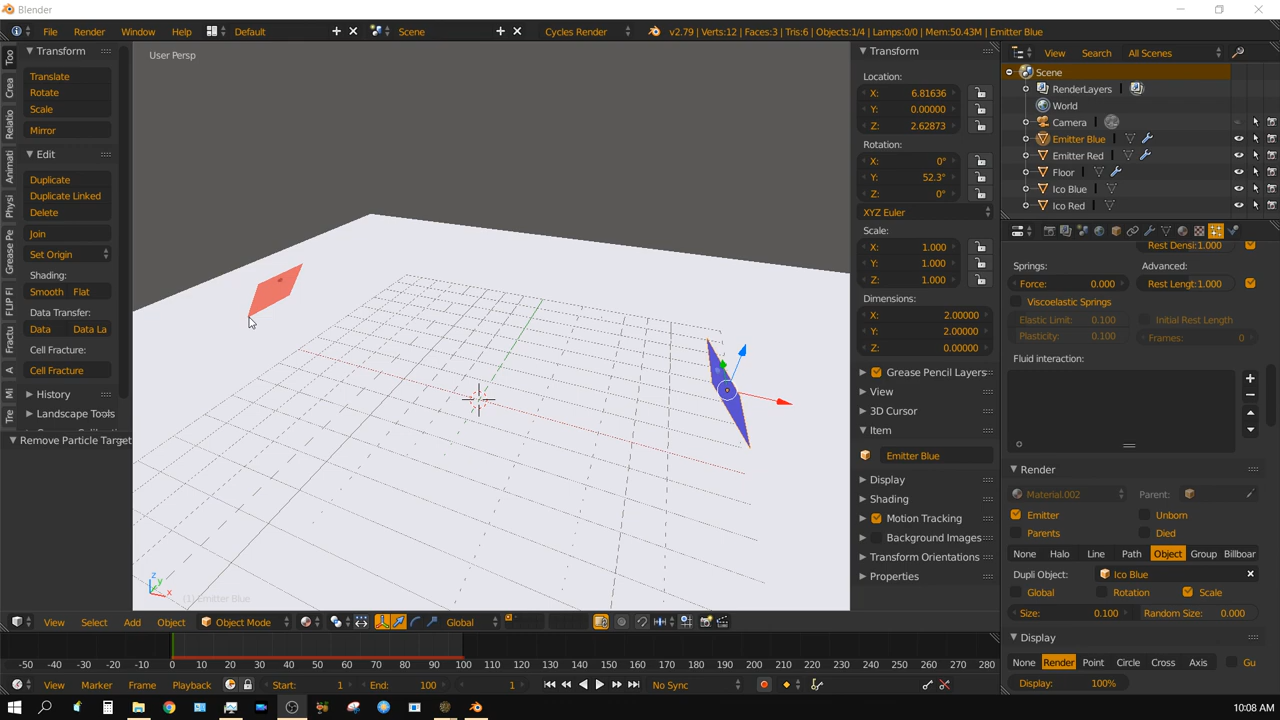 Blender
File Render Window Help Default Scene Cycles Render v2.79 | Verts:12 | Faces:3 | Tris:6 | Objects:1/4 | Lamps:0/0 | Mem:50.43M | Emitter Blue
Transform
Translate
Rotate
Scale
Mirror
Edit
Duplicate
Duplicate Linked
Delete
Join
Set Origin
Shading:
Smooth Flat
Data Transfer:
Data Data La
Cell Fracture:
Cell Fracture
History
Landscape Tools
Remove Particle Target
Too
Crea
Relatio
Animati
Physi
Grease Pe
FLIP Fl
Fractu
A
Mi
Tre
User Persp
(1) Emitter Blue
Transform
Location:
X: 6.81636
Y: 0.00000
Z: 2.62873
Rotation:
X: 0°
Y: 52.3°
Z: 0°
XYZ Euler
Scale:
X: 1.000
Y: 1.000
Z: 1.000
Dimensions:
X: 2.00000
Y: 2.00000
Z: 0.00000
Grease Pencil Layers
View
3D Cursor
Item
Emitter Blue
Display
Shading
Motion Tracking
Background Images
Transform Orientations
Properties
View Search All Scenes
Scene
RenderLayers
World
Camera
Emitter Blue
Emitter Red
Floor
Ico Blue
Ico Red
Rest Densi: 1.000
Springs: Advanced:
Force: 0.000 Rest Lengt: 1.000
Viscoelastic Springs
Elastic Limit: 0.100 Initial Rest Length
Plasticity: 0.100 Frames: 0
Fluid interaction:
Render
Material.002 Parent:
Emitter Unborn
Parents Died
None Halo Line Path Object Group Billboar
Dupli Object: Ico Blue
Global Rotation Scale
Size: 0.100 Random Size: 0.000
Display
None Render Point Circle Cross Axis Gu
Display: 100%
View Select Add Object Object Mode Global
-50 -40 -30 -20 -10 0 10 20 30 40 50 60 70 80 90 100 110 120 130 140 150 160 170 180 190 200 210 220 230 240 250 260 270 280
View Marker Frame Playback Start: 1 End: 100 1 No Sync
10:08 AM